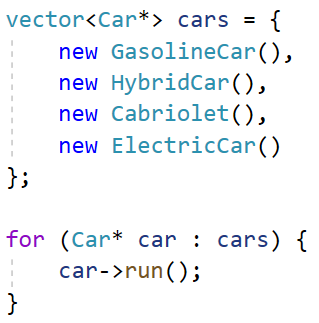 vector<Car*> cars = {
    new GasolineCar(),
    new HybridCar(),
    new Cabriolet(),
    new ElectricCar()
};

for (Car* car : cars) {
    car->run();
}